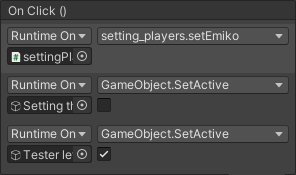 On Click ()
Runtime On setting_players.setEmiko
settingPl
Runtime On GameObject.SetActive
Setting th
Runtime On GameObject.SetActive
Tester le